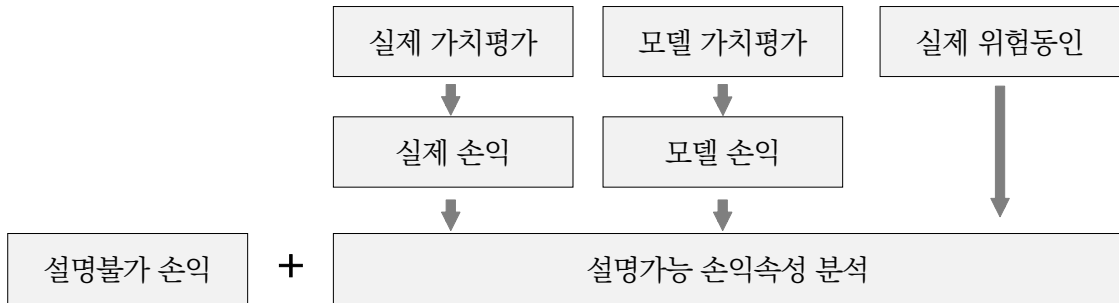 실제 가치평가
모델 가치평가
실제 위험동인
실제 손익
모델 손익
설명불가 손익
+
설명가능 손익속성 분석